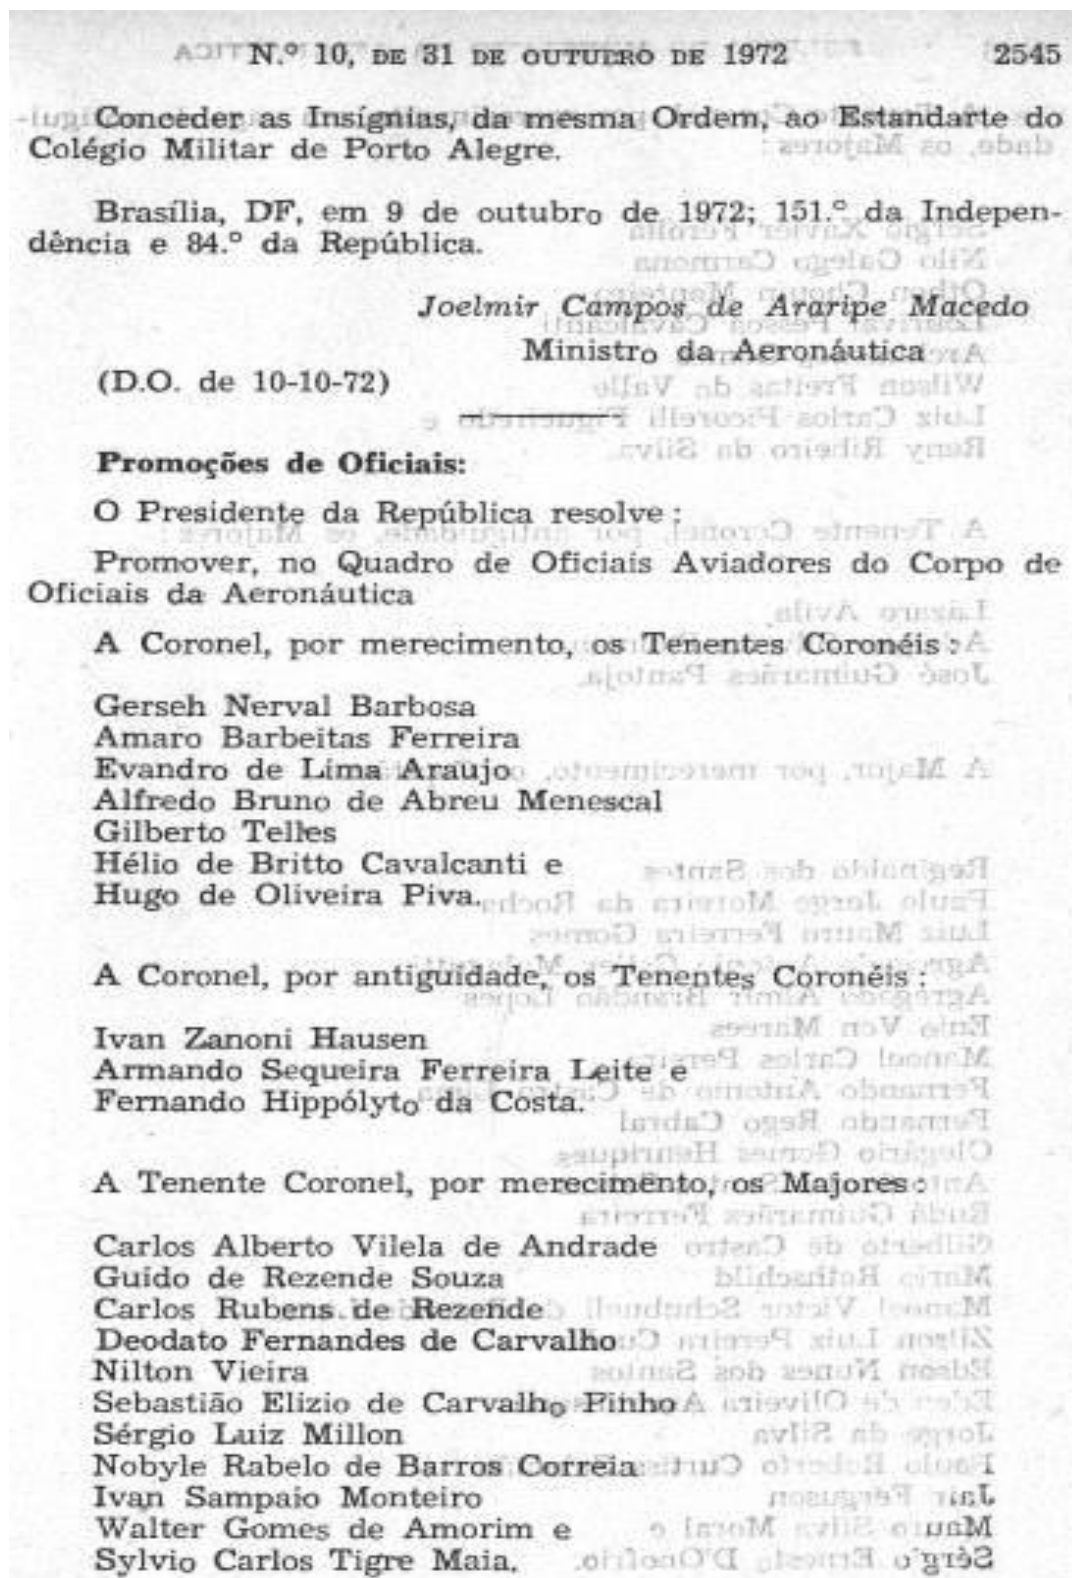 N.º 10, DE 31 DE OUTUBRO DE 1972 2545
Conceder as Insígnias, da mesma Ordem, ao Estandarte do
Colégio Militar de Porto Alegre.
Brasília, DF, em 9 de outubro de 1972; 151.º da Indepen-
dência e 84.º da República.
Joelmir Campos de Araripe Macedo
Ministro da Aeronáutica
(D.O. de 10-10-72)
Promoções de Oficiais:
O Presidente da República resolve:
Promover, no Quadro de Oficiais Aviadores do Corpo de
Oficiais da Aeronáutica
A Coronel, por merecimento, os Tenentes Coronéis:
Gerseh Nerval Barbosa
Amaro Barbeitas Ferreira
Evandro de Lima Araujo
Alfredo Bruno de Abreu Menescal
Gilberto Telles
Hélio de Britto Cavalcanti e
Hugo de Oliveira Piva.
A Coronel, por antiguidade, os Tenentes Coronéis:
Ivan Zanoni Hausen
Armando Sequeira Ferreira Leite e
Fernando Hippólyto da Costa.
A Tenente Coronel, por merecimento, os Majores:
Carlos Alberto Vilela de Andrade
Guido de Rezende Souza
Carlos Rubens de Rezende
Deodato Fernandes de Carvalho
Nilton Vieira
Sebastião Elizio de Carvalho Pinho
Sérgio Luiz Millon
Nobyle Rabelo de Barros Correia
Ivan Sampaio Monteiro
Walter Gomes de Amorim e
Sylvio Carlos Tigre Maia.